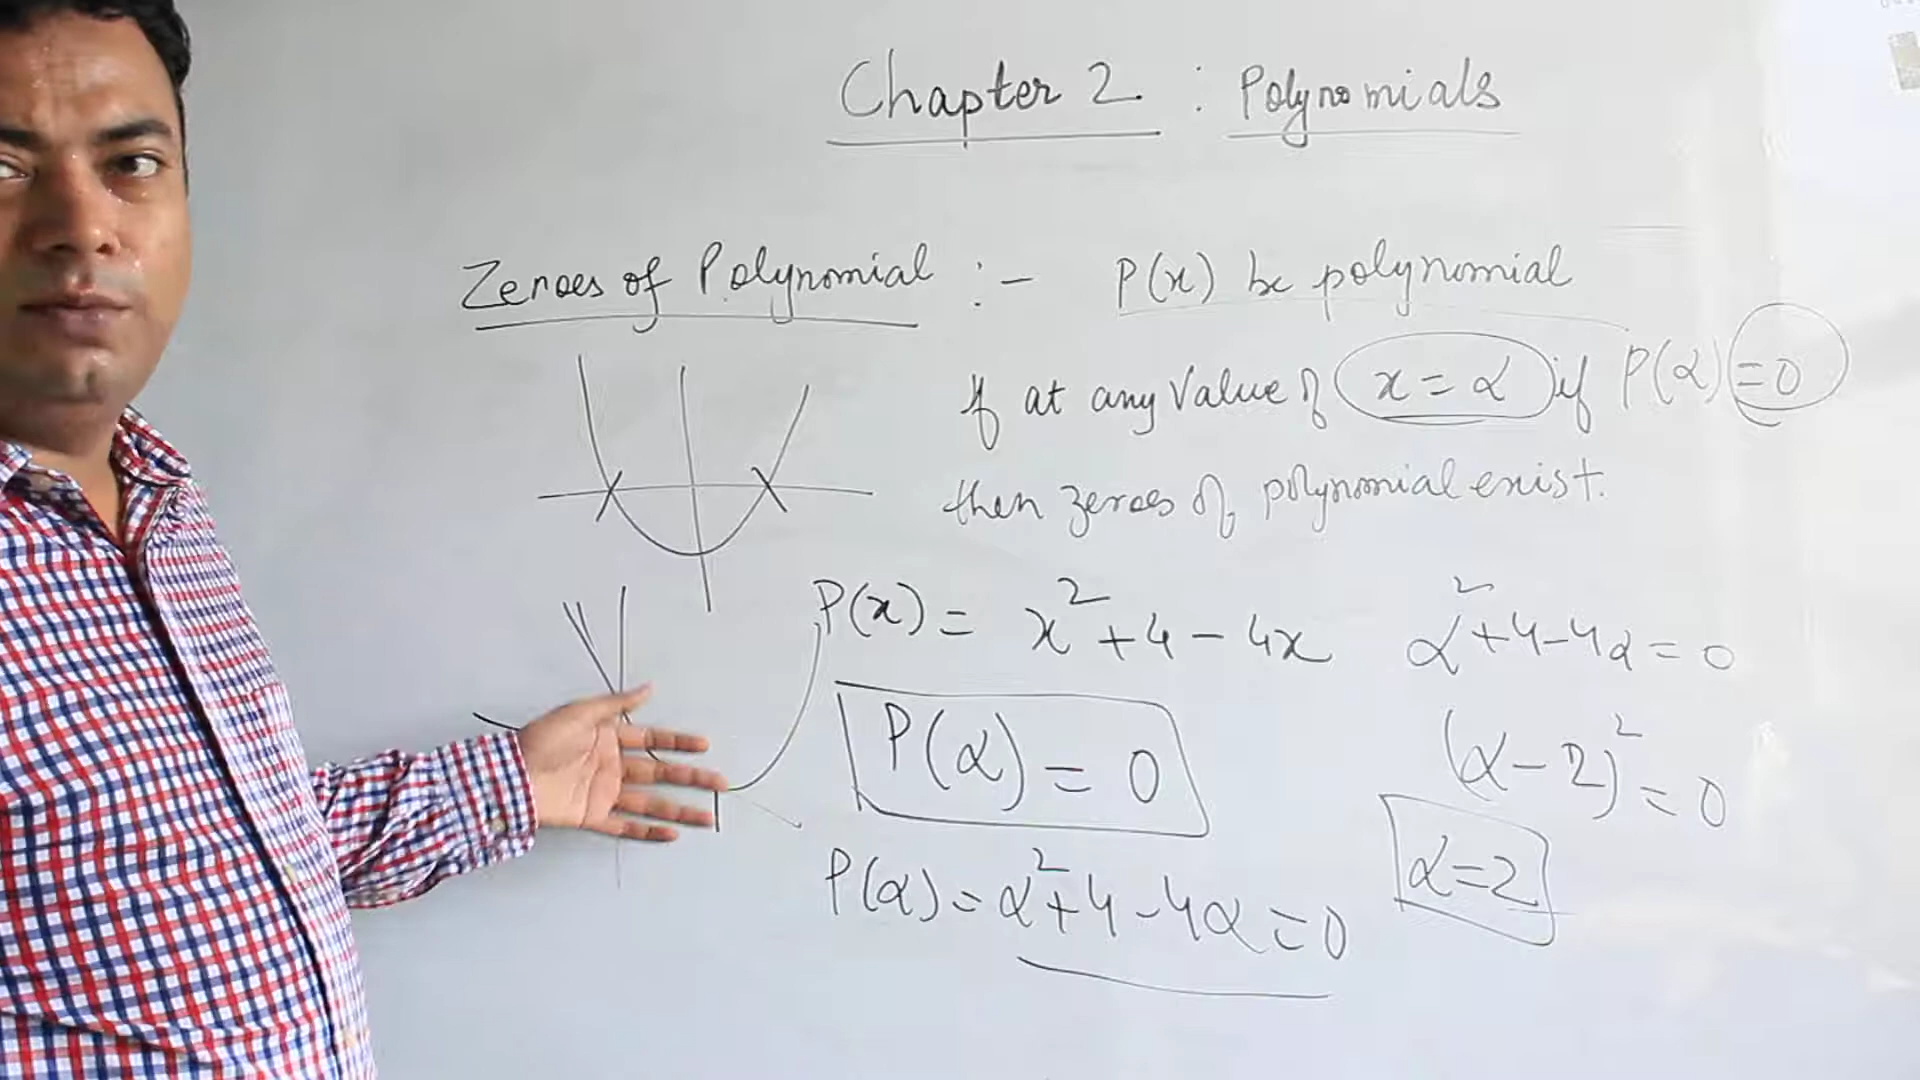 Chapter 2 : Polynomials
Zeroes of Polynomial :- P(x) be polynomial
If at any value of x = α if P(α) = 0
then zeroes of polynomial exist.
P(x) = x² + 4 - 4x
α² + 4 - 4α = 0
P(α) = 0
(α - 2)² = 0
P(α) = α² + 4 - 4α = 0
α = 2